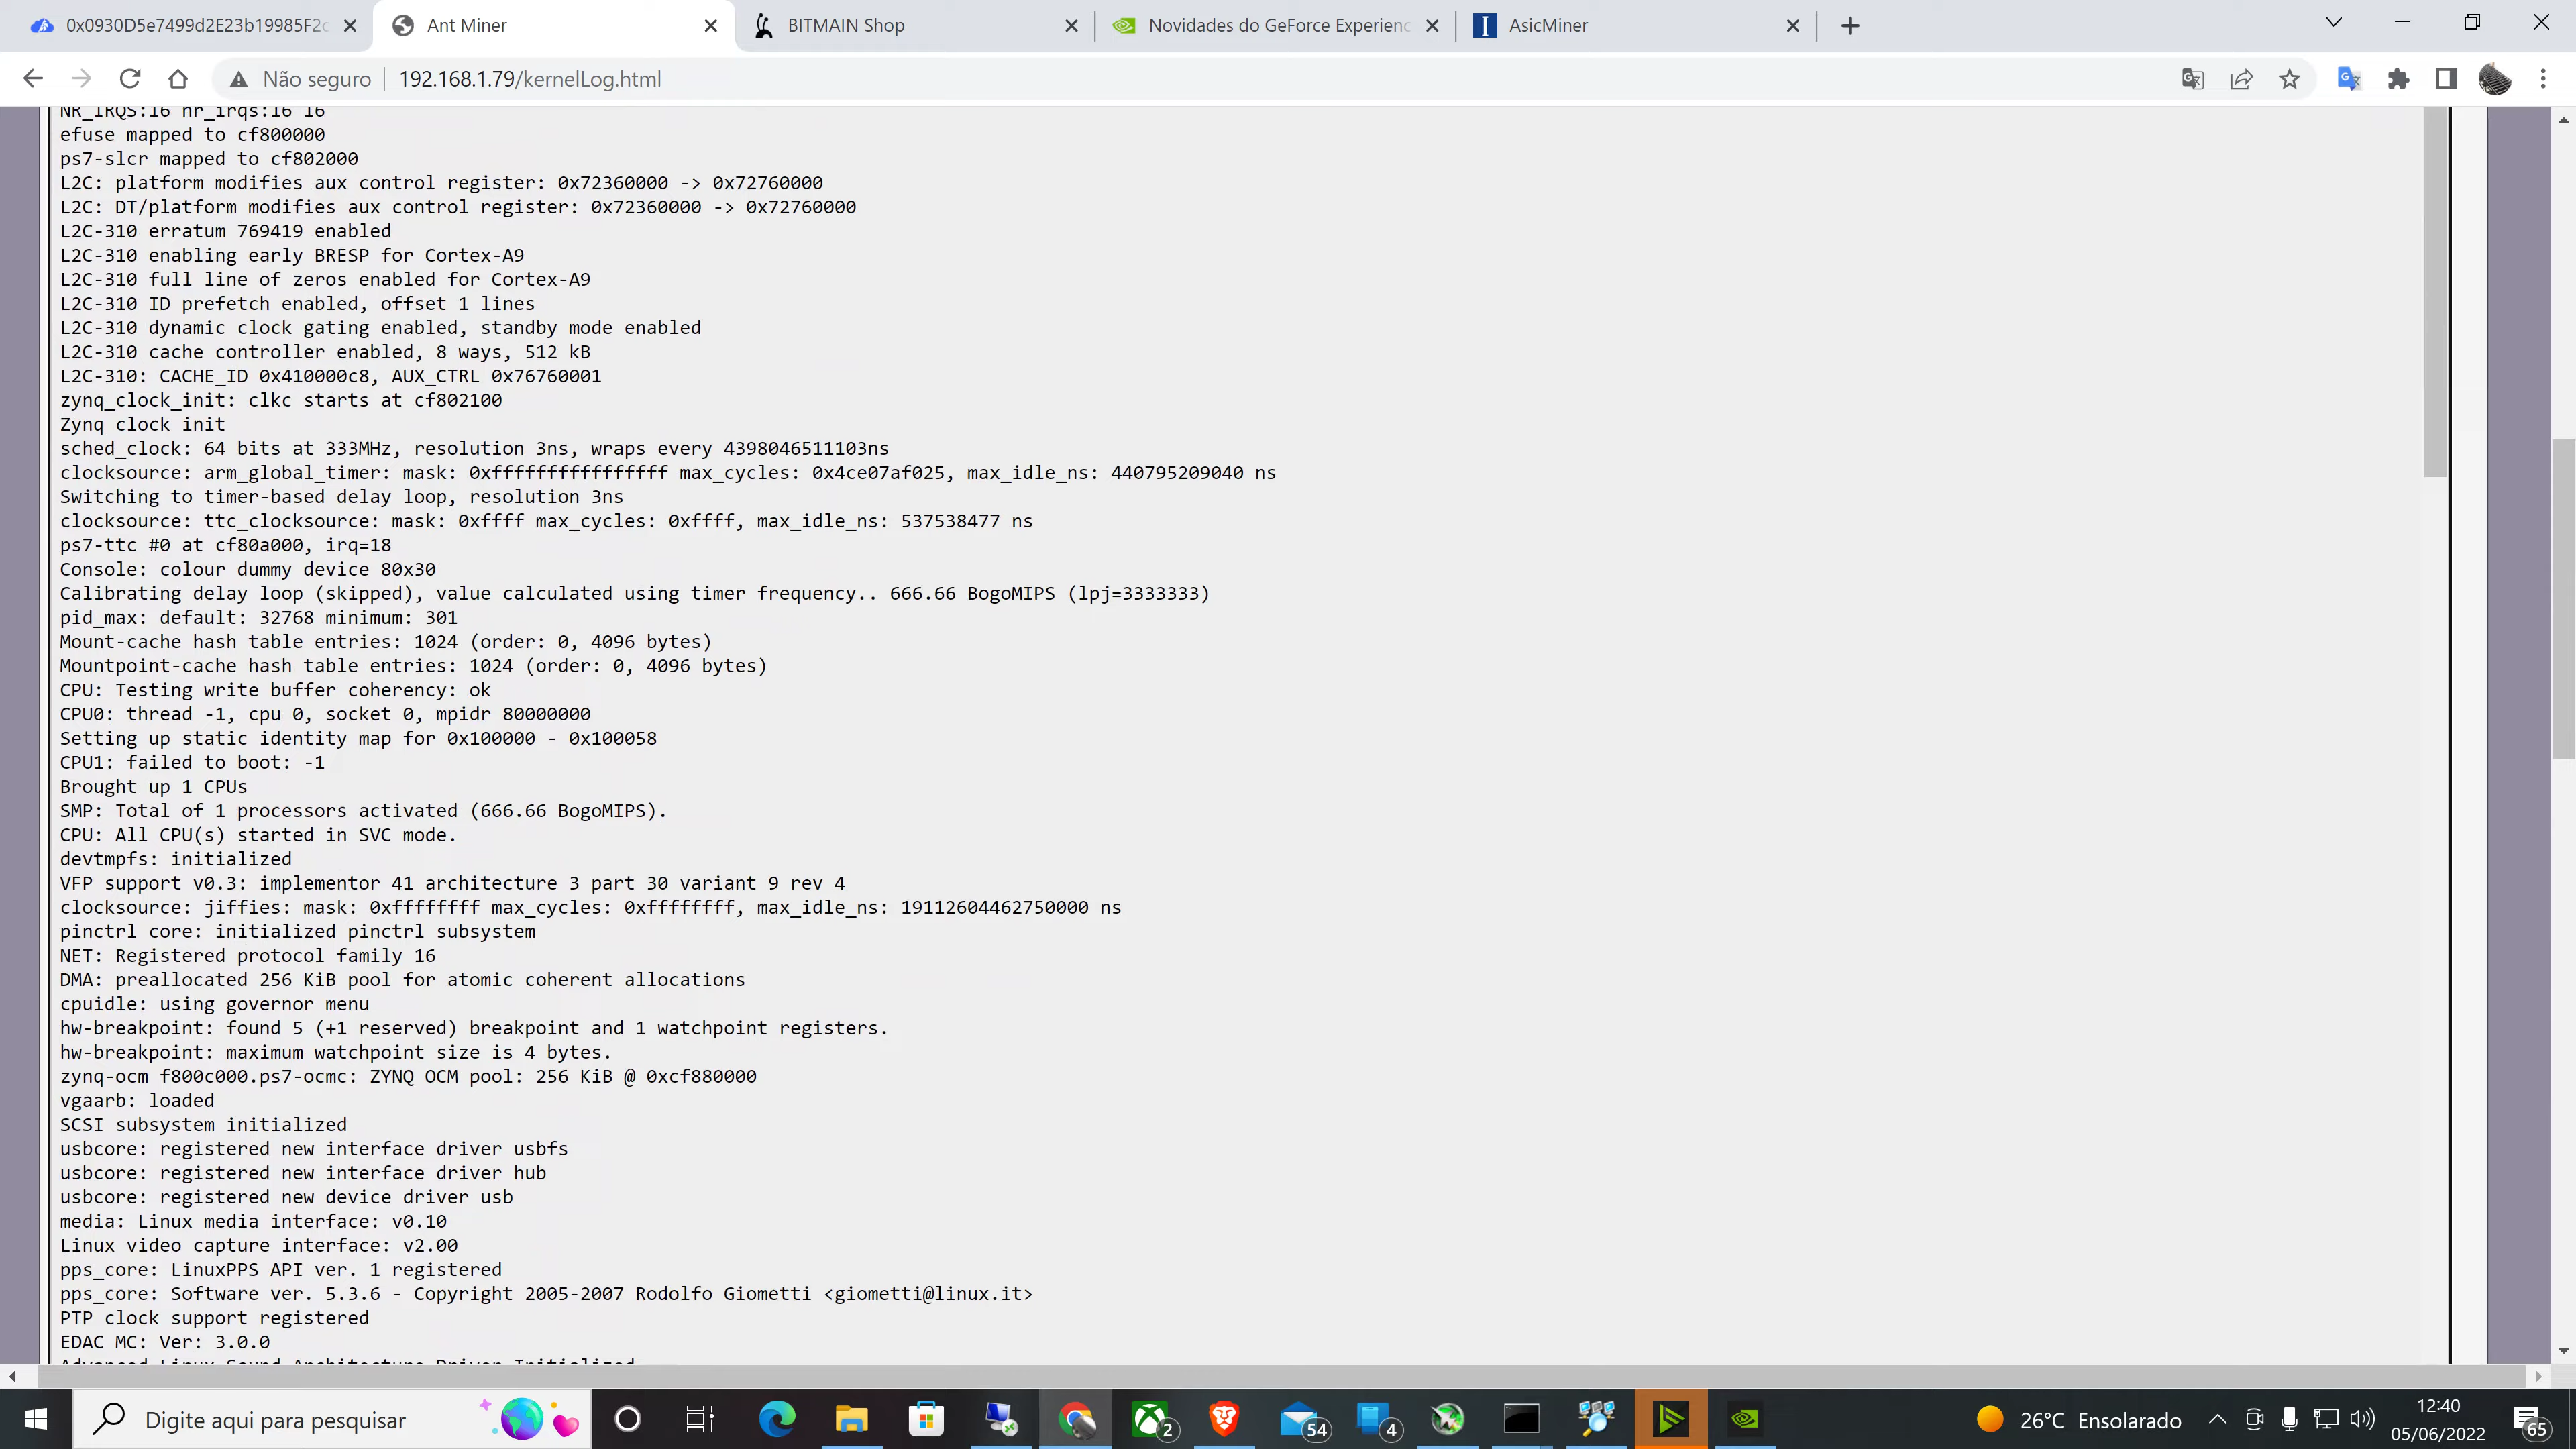 0x0930D5e7499d2E23b19985F2c
Ant Miner
BITMAIN Shop
Novidades do GeForce Experienc
AsicMiner
Não seguro
192.168.1.79/kernelLog.html
NR_IRQS:16 nr_irqs:16 16
efuse mapped to cf800000
ps7-slcr mapped to cf802000
L2C: platform modifies aux control register: 0x72360000 -> 0x72760000
L2C: DT/platform modifies aux control register: 0x72360000 -> 0x72760000
L2C-310 erratum 769419 enabled
L2C-310 enabling early BRESP for Cortex-A9
L2C-310 full line of zeros enabled for Cortex-A9
L2C-310 ID prefetch enabled, offset 1 lines
L2C-310 dynamic clock gating enabled, standby mode enabled
L2C-310 cache controller enabled, 8 ways, 512 kB
L2C-310: CACHE_ID 0x410000c8, AUX_CTRL 0x76760001
zynq_clock_init: clkc starts at cf802100
Zynq clock init
sched_clock: 64 bits at 333MHz, resolution 3ns, wraps every 4398046511103ns
clocksource: arm_global_timer: mask: 0xffffffffffffffff max_cycles: 0x4ce07af025, max_idle_ns: 440795209040 ns
Switching to timer-based delay loop, resolution 3ns
clocksource: ttc_clocksource: mask: 0xffff max_cycles: 0xffff, max_idle_ns: 537538477 ns
ps7-ttc #0 at cf80a000, irq=18
Console: colour dummy device 80x30
Calibrating delay loop (skipped), value calculated using timer frequency.. 666.66 BogoMIPS (lpj=3333333)
pid_max: default: 32768 minimum: 301
Mount-cache hash table entries: 1024 (order: 0, 4096 bytes)
Mountpoint-cache hash table entries: 1024 (order: 0, 4096 bytes)
CPU: Testing write buffer coherency: ok
CPU0: thread -1, cpu 0, socket 0, mpidr 80000000
Setting up static identity map for 0x100000 - 0x100058
CPU1: failed to boot: -1
Brought up 1 CPUs
SMP: Total of 1 processors activated (666.66 BogoMIPS).
CPU: All CPU(s) started in SVC mode.
devtmpfs: initialized
VFP support v0.3: implementor 41 architecture 3 part 30 variant 9 rev 4
clocksource: jiffies: mask: 0xffffffff max_cycles: 0xffffffff, max_idle_ns: 19112604462750000 ns
pinctrl core: initialized pinctrl subsystem
NET: Registered protocol family 16
DMA: preallocated 256 KiB pool for atomic coherent allocations
cpuidle: using governor menu
hw-breakpoint: found 5 (+1 reserved) breakpoint and 1 watchpoint registers.
hw-breakpoint: maximum watchpoint size is 4 bytes.
zynq-ocm f800c000.ps7-ocmc: ZYNQ OCM pool: 256 KiB @ 0xcf880000
vgaarb: loaded
SCSI subsystem initialized
usbcore: registered new interface driver usbfs
usbcore: registered new interface driver hub
usbcore: registered new device driver usb
media: Linux media interface: v0.10
Linux video capture interface: v2.00
pps_core: LinuxPPS API ver. 1 registered
pps_core: Software ver. 5.3.6 - Copyright 2005-2007 Rodolfo Giometti <giometti@linux.it>
PTP clock support registered
EDAC MC: Ver: 3.0.0
Advanced Linux Sound Architecture Driver Initialized
Digite aqui para pesquisar
2
54
4
26°C Ensolarado
12:40
05/06/2022
65